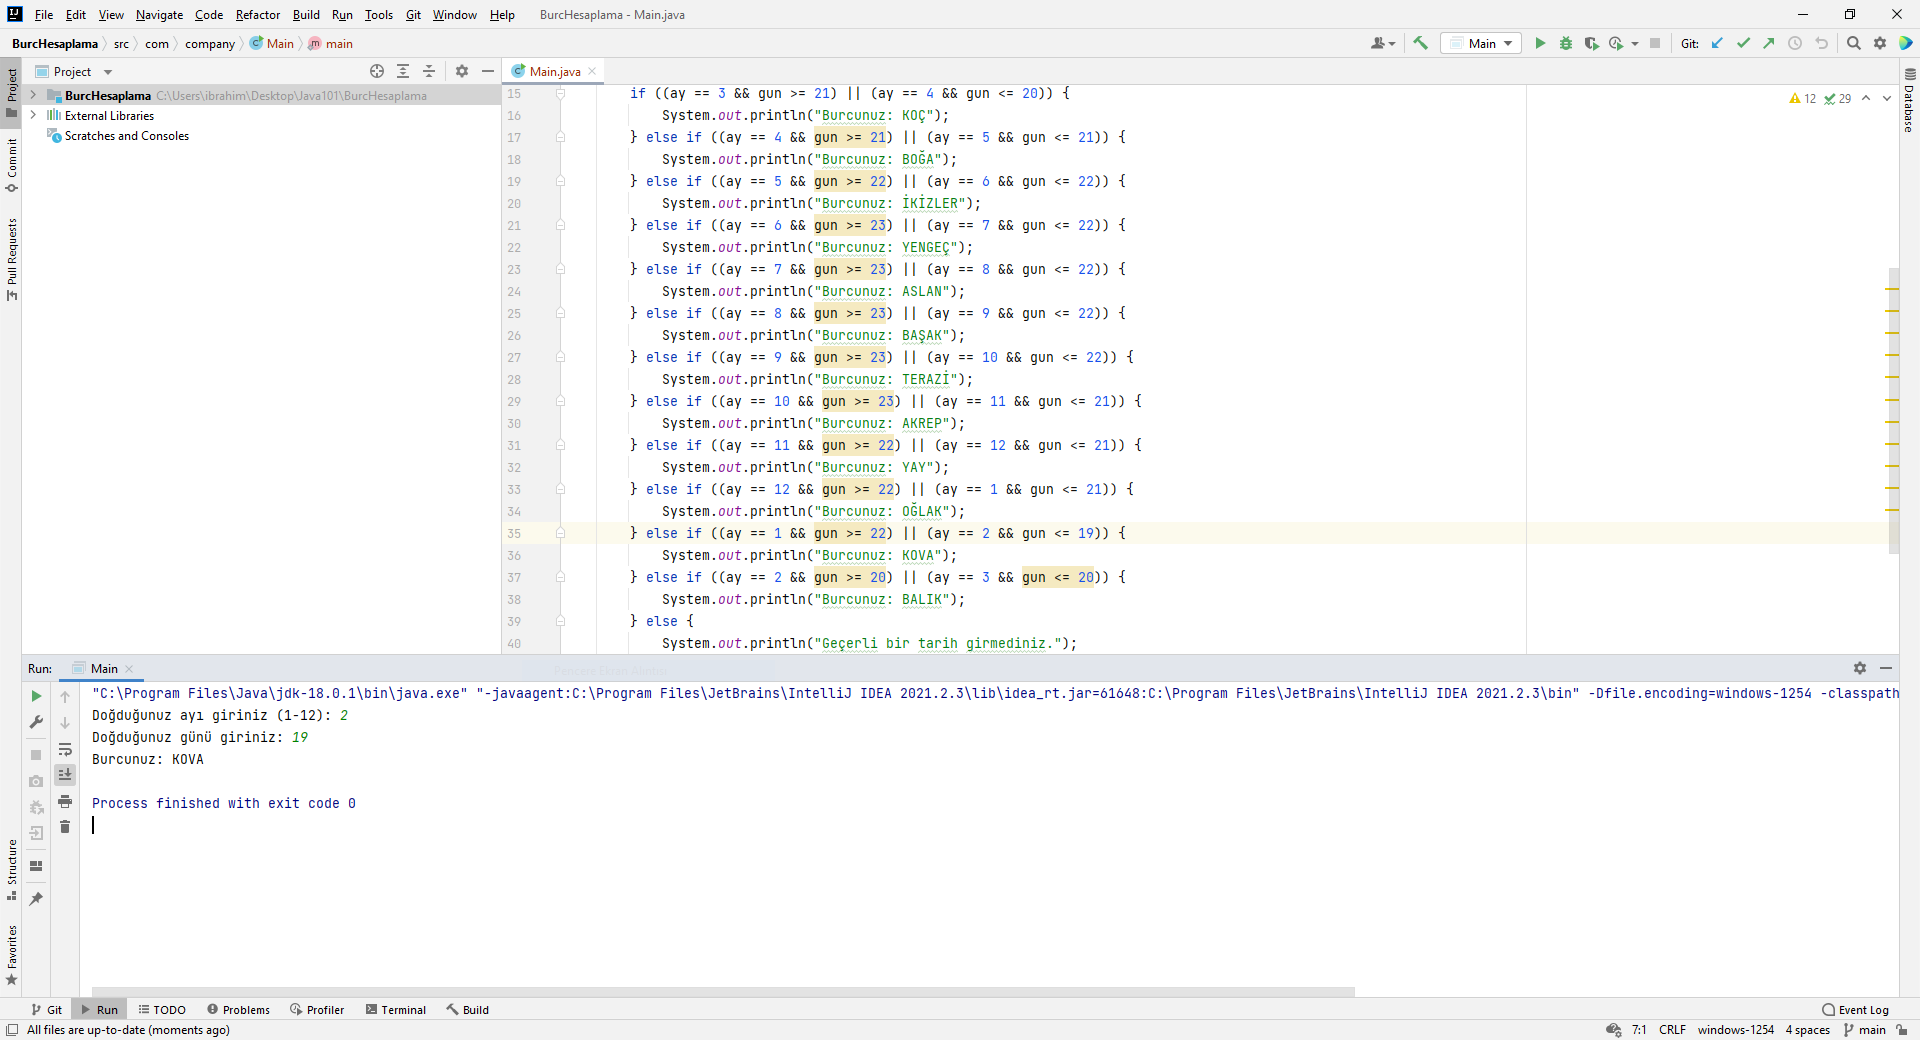 File Edit View Navigate Code Refactor Build Run Tools Git Window Help BurcHesaplama - Main.java
BurcHesaplama src com company Main main
Main Git:
Project
Main.java
BurcHesaplama C:\Users\ibrahim\Desktop\Java101\BurcHesaplama
External Libraries
Scratches and Consoles
Project
Commit
Pull Requests
Structure
Favorites
Database
12 29
15 if ((ay == 3 && gun >= 21) || (ay == 4 && gun <= 20)) {
16 System.out.println("Burcunuz: KOÇ");
17 } else if ((ay == 4 && gun >= 21) || (ay == 5 && gun <= 21)) {
18 System.out.println("Burcunuz: BOĞA");
19 } else if ((ay == 5 && gun >= 22) || (ay == 6 && gun <= 22)) {
20 System.out.println("Burcunuz: İKİZLER");
21 } else if ((ay == 6 && gun >= 23) || (ay == 7 && gun <= 22)) {
22 System.out.println("Burcunuz: YENGEÇ");
23 } else if ((ay == 7 && gun >= 23) || (ay == 8 && gun <= 22)) {
24 System.out.println("Burcunuz: ASLAN");
25 } else if ((ay == 8 && gun >= 23) || (ay == 9 && gun <= 22)) {
26 System.out.println("Burcunuz: BAŞAK");
27 } else if ((ay == 9 && gun >= 23) || (ay == 10 && gun <= 22)) {
28 System.out.println("Burcunuz: TERAZİ");
29 } else if ((ay == 10 && gun >= 23) || (ay == 11 && gun <= 21)) {
30 System.out.println("Burcunuz: AKREP");
31 } else if ((ay == 11 && gun >= 22) || (ay == 12 && gun <= 21)) {
32 System.out.println("Burcunuz: YAY");
33 } else if ((ay == 12 && gun >= 22) || (ay == 1 && gun <= 21)) {
34 System.out.println("Burcunuz: OĞLAK");
35 } else if ((ay == 1 && gun >= 22) || (ay == 2 && gun <= 19)) {
36 System.out.println("Burcunuz: KOVA");
37 } else if ((ay == 2 && gun >= 20) || (ay == 3 && gun <= 20)) {
38 System.out.println("Burcunuz: BALIK");
39 } else {
40 System.out.println("Geçerli bir tarih girmediniz.");
Run: Main
"C:\Program Files\Java\jdk-18.0.1\bin\java.exe" "-javaagent:C:\Program Files\JetBrains\IntelliJ IDEA 2021.2.3\lib\idea_rt.jar=61648:C:\Program Files\JetBrains\IntelliJ IDEA 2021.2.3\bin" -Dfile.encoding=windows-1254 -classpath
Doğduğunuz ayı giriniz (1-12): 2
Doğduğunuz günü giriniz: 19
Burcunuz: KOVA
Process finished with exit code 0
Git Run TODO Problems Profiler Terminal Build Event Log
All files are up-to-date (moments ago) 7:1 CRLF windows-1254 4 spaces main